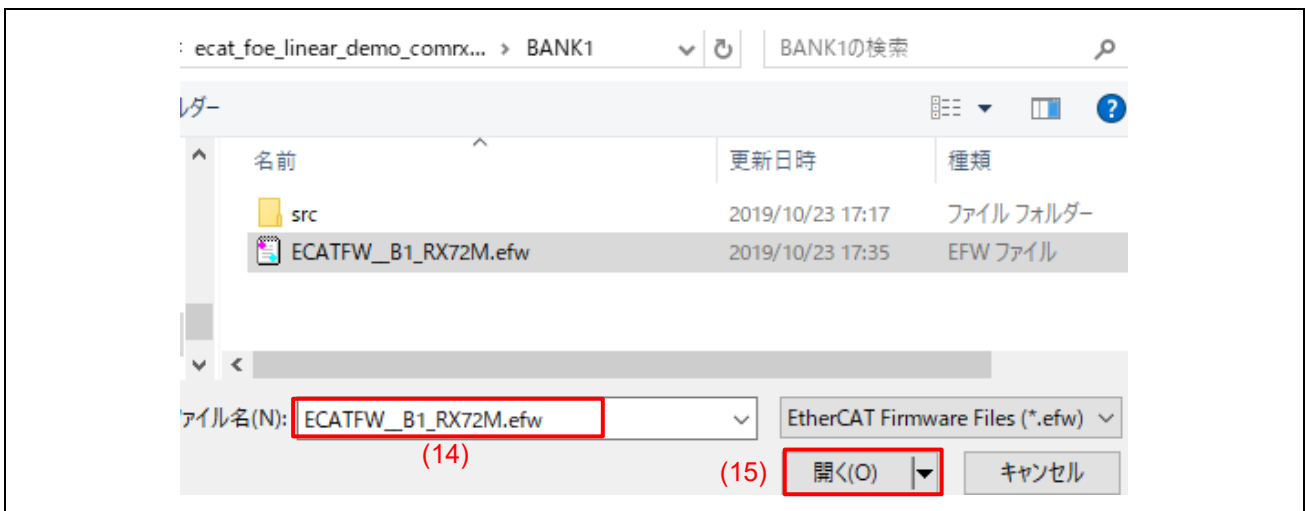 ecat_foe_linear_demo_comrx... > BANK1 BANK1の検索
ルダー
名前 更新日時 種類
src 2019/10/23 17:17 ファイル フォルダー
ECATFW__B1_RX72M.efw 2019/10/23 17:35 EFW ファイル
ァイル名(N): ECATFW__B1_RX72M.efw EtherCAT Firmware Files (*.efw)
(14)
(15) 開く(O) キャンセル